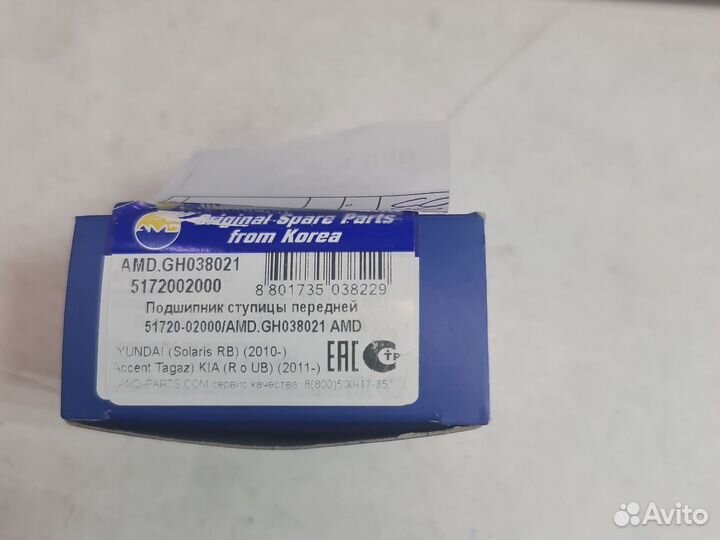 AMD
Original Spare Parts
from Korea
AMD.GH038021
5172002000
8 801735 038229
Подшипник ступицы передней
51720-02000/AMD.GH038021 AMD
YUNDAI (Solaris RB) (2010-)
Accent Tagaz) KIA (R o UB) (2011-)
AMD-PARTS.COM сервис качества 8(800)500-17-35
EAC
Стр
Avito